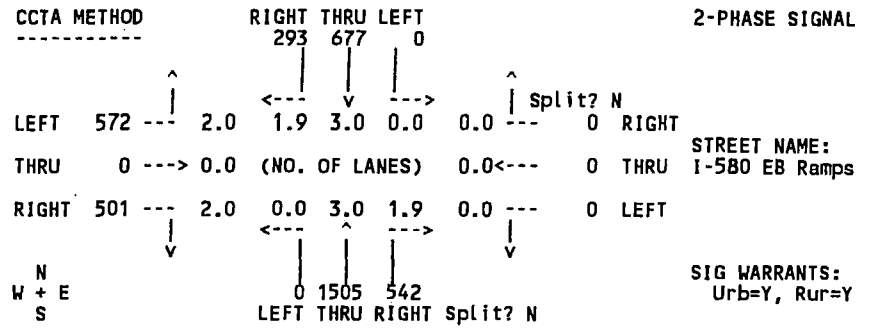 CCTA METHOD RIGHT THRU LEFT 2-PHASE SIGNAL
----------- 293 677 0
^ | | | ^
| <--- v ---> | Split? N
LEFT 572 --- 2.0 1.9 3.0 0.0 0.0 --- 0 RIGHT
STREET NAME:
THRU 0 ---> 0.0 (NO. OF LANES) 0.0<--- 0 THRU I-580 EB Ramps
RIGHT 501 --- 2.0 0.0 3.0 1.9 0.0 --- 0 LEFT
| <--- ^ ---> |
v | | | v
N SIG WARRANTS:
W + E 0 1505 542 Urb=Y, Rur=Y
S LEFT THRU RIGHT Split? N